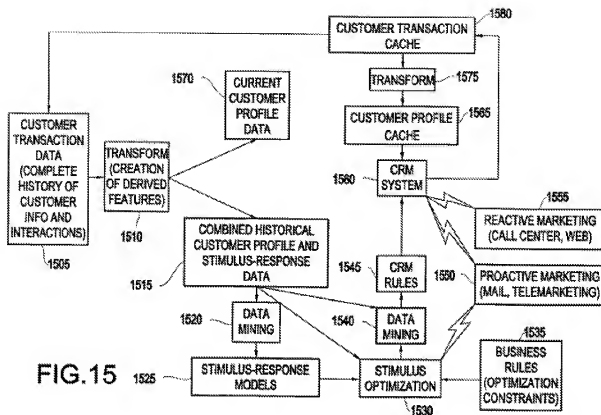 1580
CUSTOMER TRANSACTION
CACHE
TRANSFORM
1575
1570
CURRENT
CUSTOMER
PROFILE
DATA
1565
CUSTOMER PROFILE
CACHE
CUSTOMER
TRANSACTION
DATA
(COMPLETE
HISTORY OF
CUSTOMER
INFO AND
INTERACTIONS)
1505
TRANSFORM
(CREATION
OF DERIVED
FEATURES)
1510
1560
CRM
SYSTEM
1555
REACTIVE MARKETING
(CALL CENTER, WEB)
COMBINED HISTORICAL
CUSTOMER PROFILE AND
STIMULUS-RESPONSE
DATA
1515
1545
CRM
RULES
1550
PROACTIVE MARKETING
(MAIL, TELEMARKETING)
1520
DATA
MINING
1540
DATA
MINING
1535
BUSINESS
RULES
(OPTIMIZATION
CONSTRAINTS)
FIG.15
1525
STIMULUS-RESPONSE
MODELS
STIMULUS
OPTIMIZATION
1530